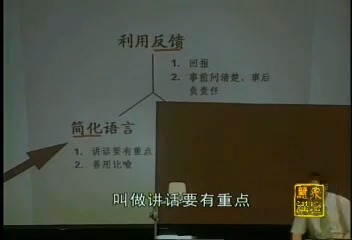 利用反馈
1. 回报
2. 事前问清楚、事后
负责任
简化语言
1. 讲话要有重点
2. 善用比喻
叫做讲话要有重点